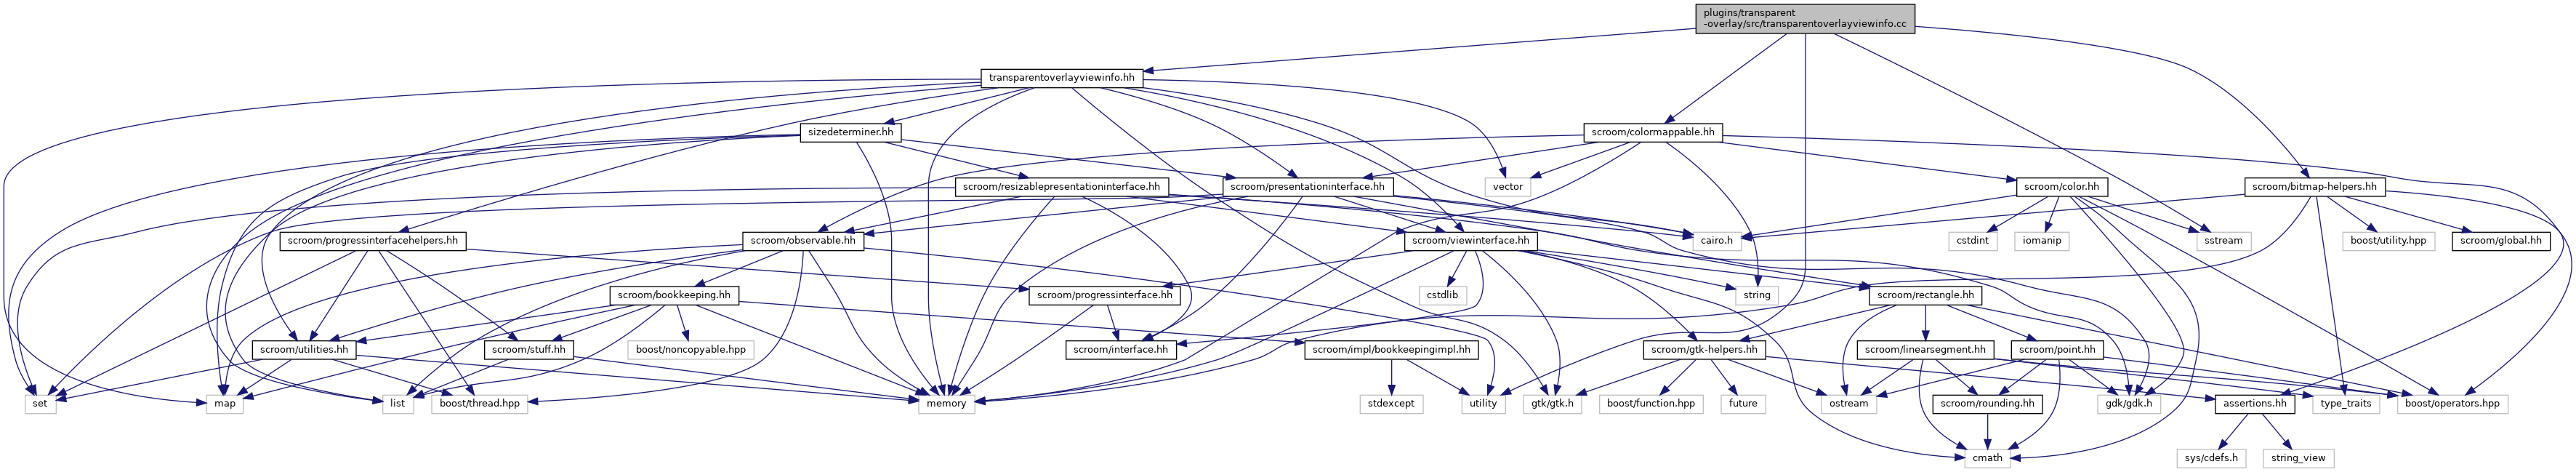 plugins/transparent
-overlay/src/transparentoverlayviewinfo.cc
transparentoverlayviewinfo.hh
sizedeterminer.hh
scroom/colormappable.hh
scroom/resizablepresentationinterface.hh
scroom/presentationinterface.hh
vector
scroom/color.hh
scroom/bitmap-helpers.hh
scroom/progressinterfacehelpers.hh
scroom/observable.hh
scroom/viewinterface.hh
cairo.h
cstdint
iomanip
sstream
boost/utility.hpp
scroom/global.hh
scroom/bookkeeping.hh
scroom/progressinterface.hh
cstdlib
string
scroom/rectangle.hh
scroom/utilities.hh
scroom/stuff.hh
boost/noncopyable.hpp
scroom/interface.hh
scroom/impl/bookkeepingimpl.hh
scroom/gtk-helpers.hh
scroom/linearsegment.hh
scroom/point.hh
set
map
list
boost/thread.hpp
memory
stdexcept
utility
gtk/gtk.h
boost/function.hpp
future
ostream
scroom/rounding.hh
gdk/gdk.h
assertions.hh
type_traits
boost/operators.hpp
cmath
sys/cdefs.h
string_view